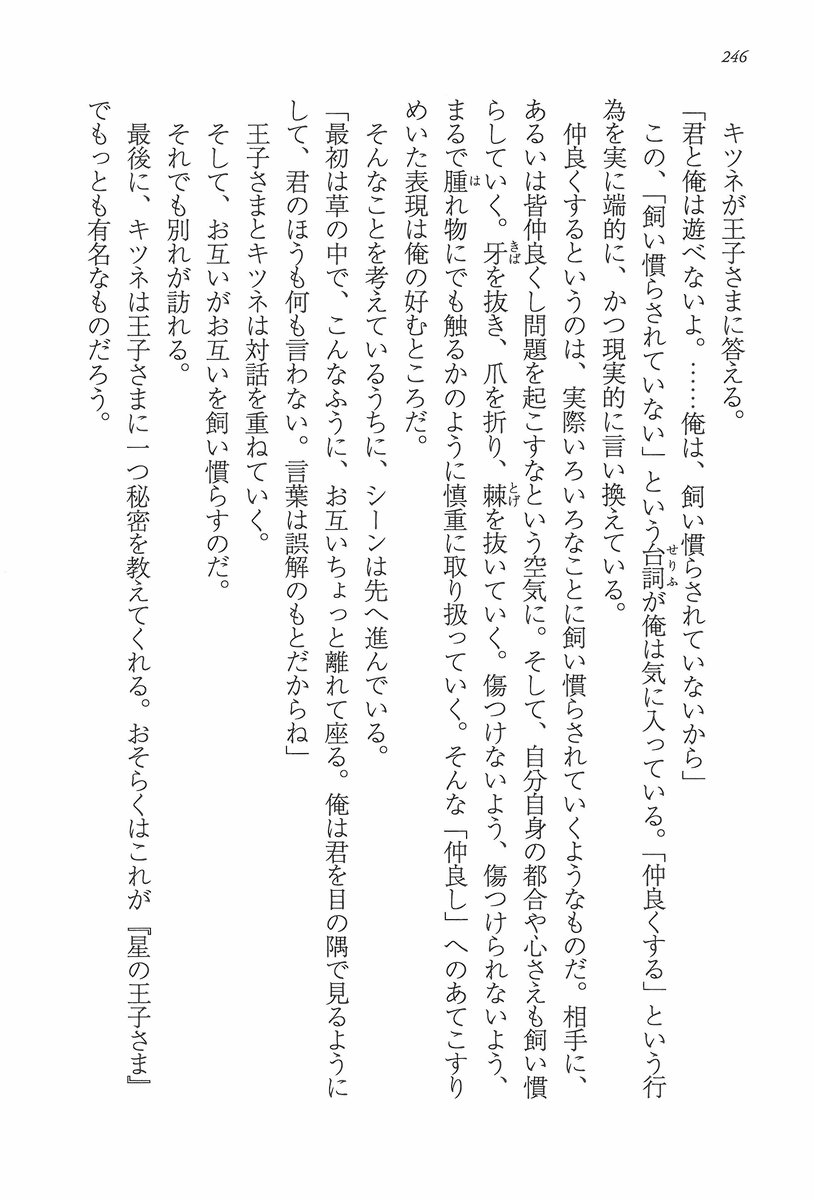 246
キツネが王子さまに答える。
「君と俺は遊べないよ。……俺は、飼い慣らされていないから」
この、「飼い慣らされていない」という台詞が俺は気に入っている。「仲良くする」という行
為を実に端的に、かつ現実的に言い換えている。
仲良くするというのは、実際いろいろなことに飼い慣らされていくようなものだ。相手に、
あるいは皆仲良くし問題を起こすなという空気に。そして、自分自身の都合や心さえも飼い慣
らしていく。牙を抜き、爪を折り、棘を抜いていく。傷つけないよう、傷つけられないよう、
まるで腫れ物にでも触るかのように慎重に取り扱っていく。そんな「仲良し」へのあてこすり
めいた表現は俺の好むところだ。
そんなことを考えているうちに、シーンは先へ進んでいる。
「最初は草の中で、こんなふうに、お互いちょっと離れて座る。俺は君を目の隅で見るように
して、君のほうも何も言わない。言葉は誤解のもとだからね」
王子さまとキツネは対話を重ねていく。
そして、お互いがお互いを飼い慣らすのだ。
それでも別れが訪れる。
最後に、キツネは王子さまに一つ秘密を教えてくれる。おそらくはこれが『星の王子さま』
でもっとも有名なものだろう。